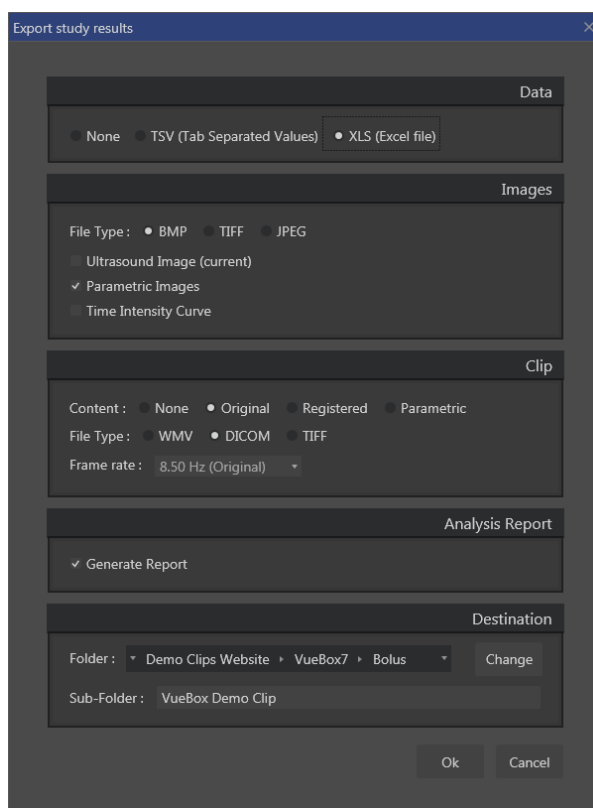 Export study results
Data
None TSV (Tab Separated Values) XLS (Excel file)
Images
File Type : BMP TIFF JPEG
Ultrasound Image (current)
Parametric Images
Time Intensity Curve
Clip
Content : None Original Registered Parametric
File Type : WMV DICOM TIFF
Frame rate : 8.50 Hz (Original)
Analysis Report
Generate Report
Destination
Folder : Demo Clips Website VueBox7 Bolus Change
Sub-Folder : VueBox Demo Clip
Ok Cancel